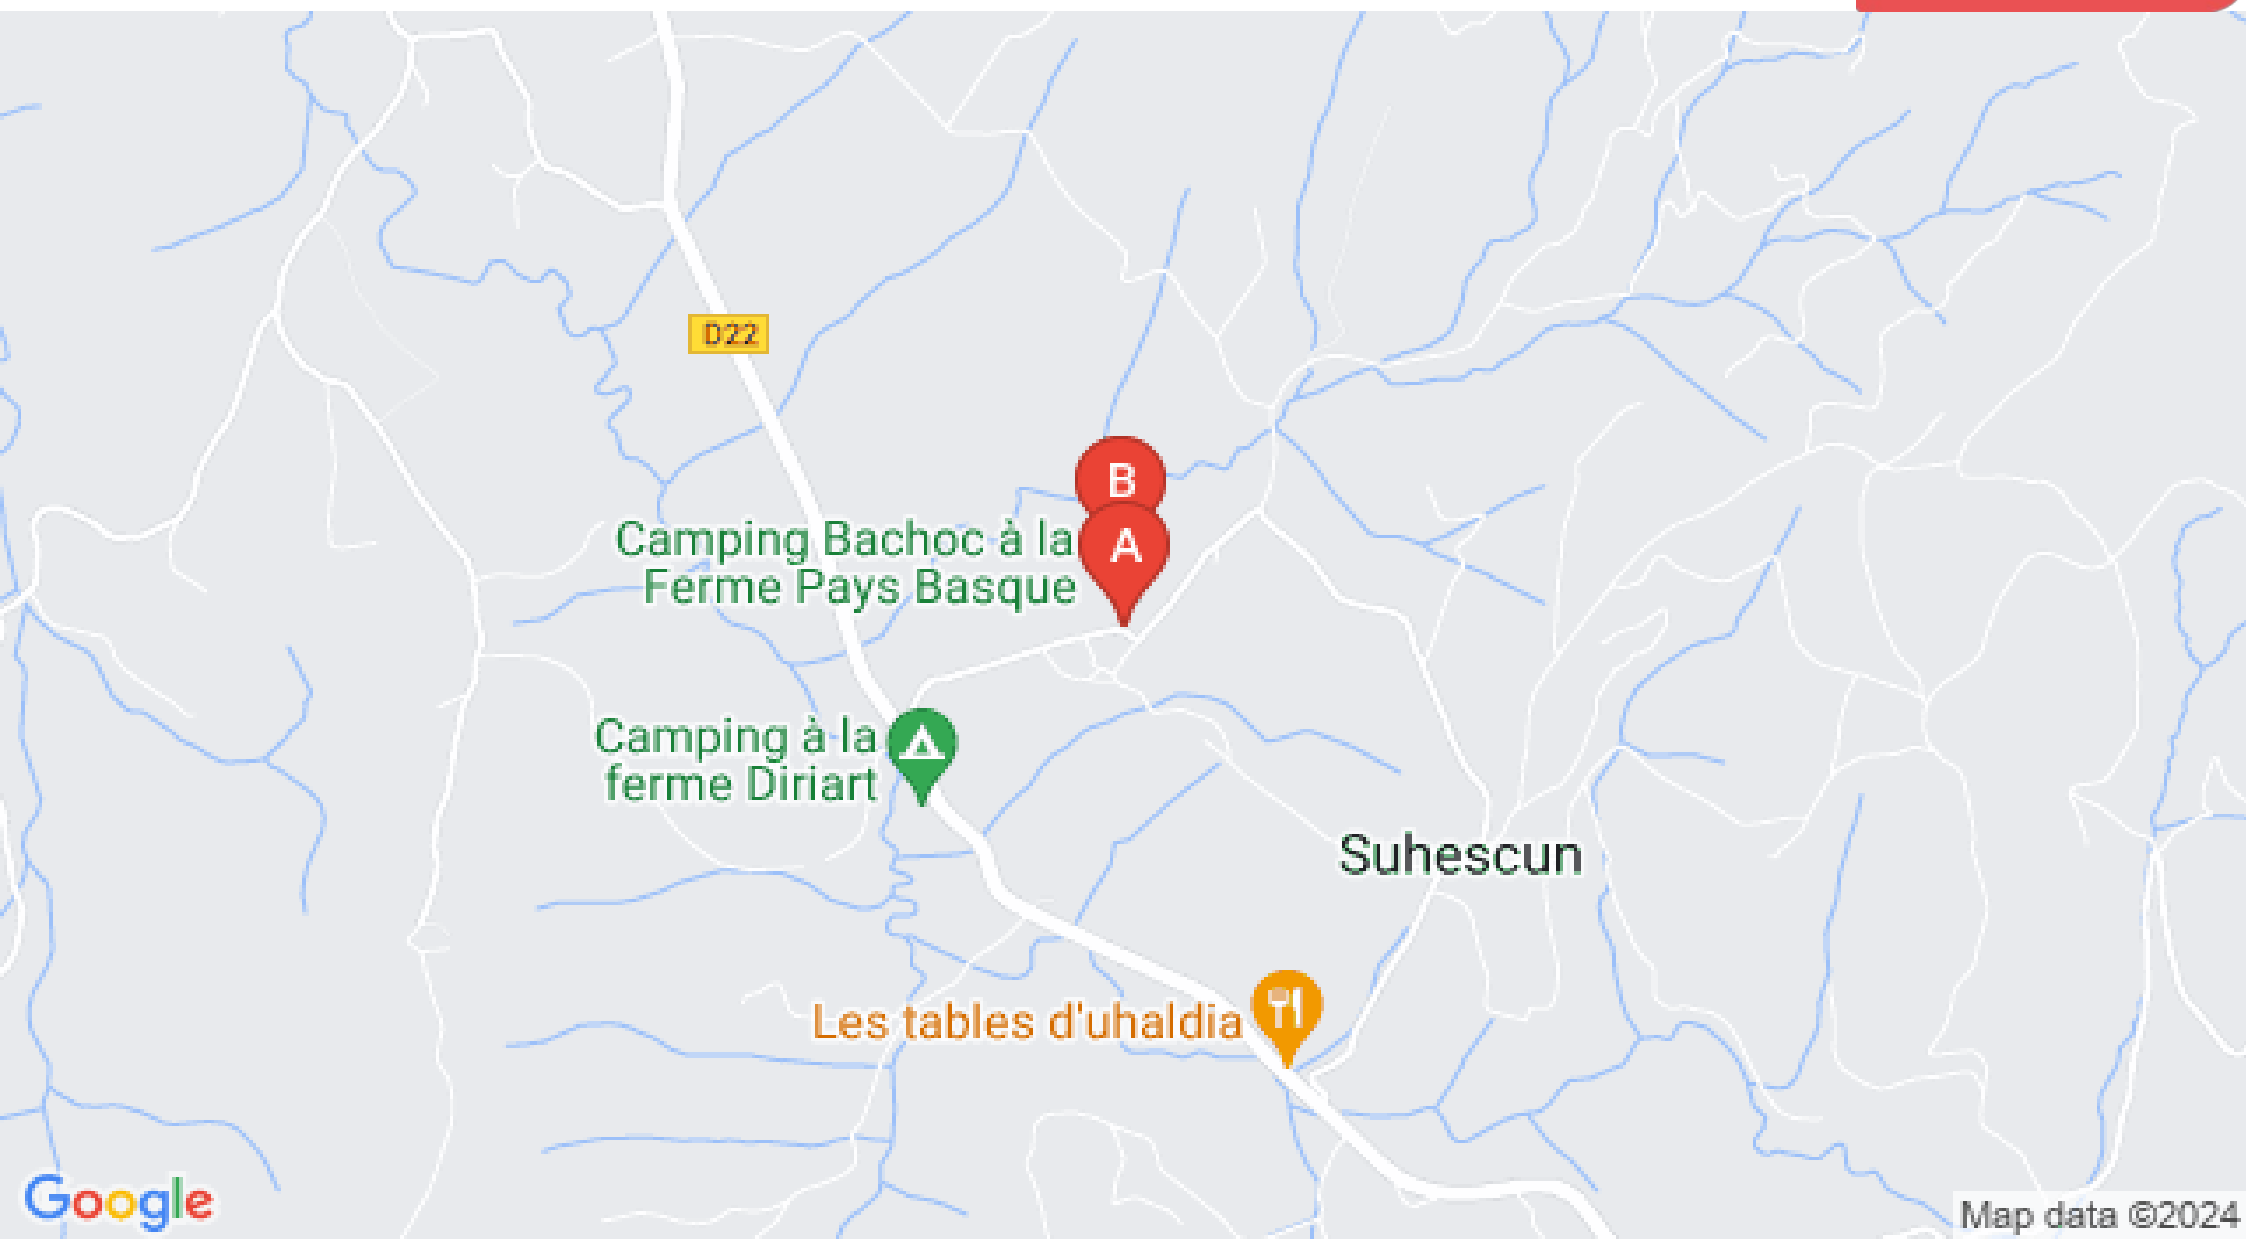 D22
B
A
Camping Bachoc à la
Ferme Pays Basque
Camping à la
ferme Diriart
Suhescun
Les tables d'uhaldia
Google
Map data ©2024